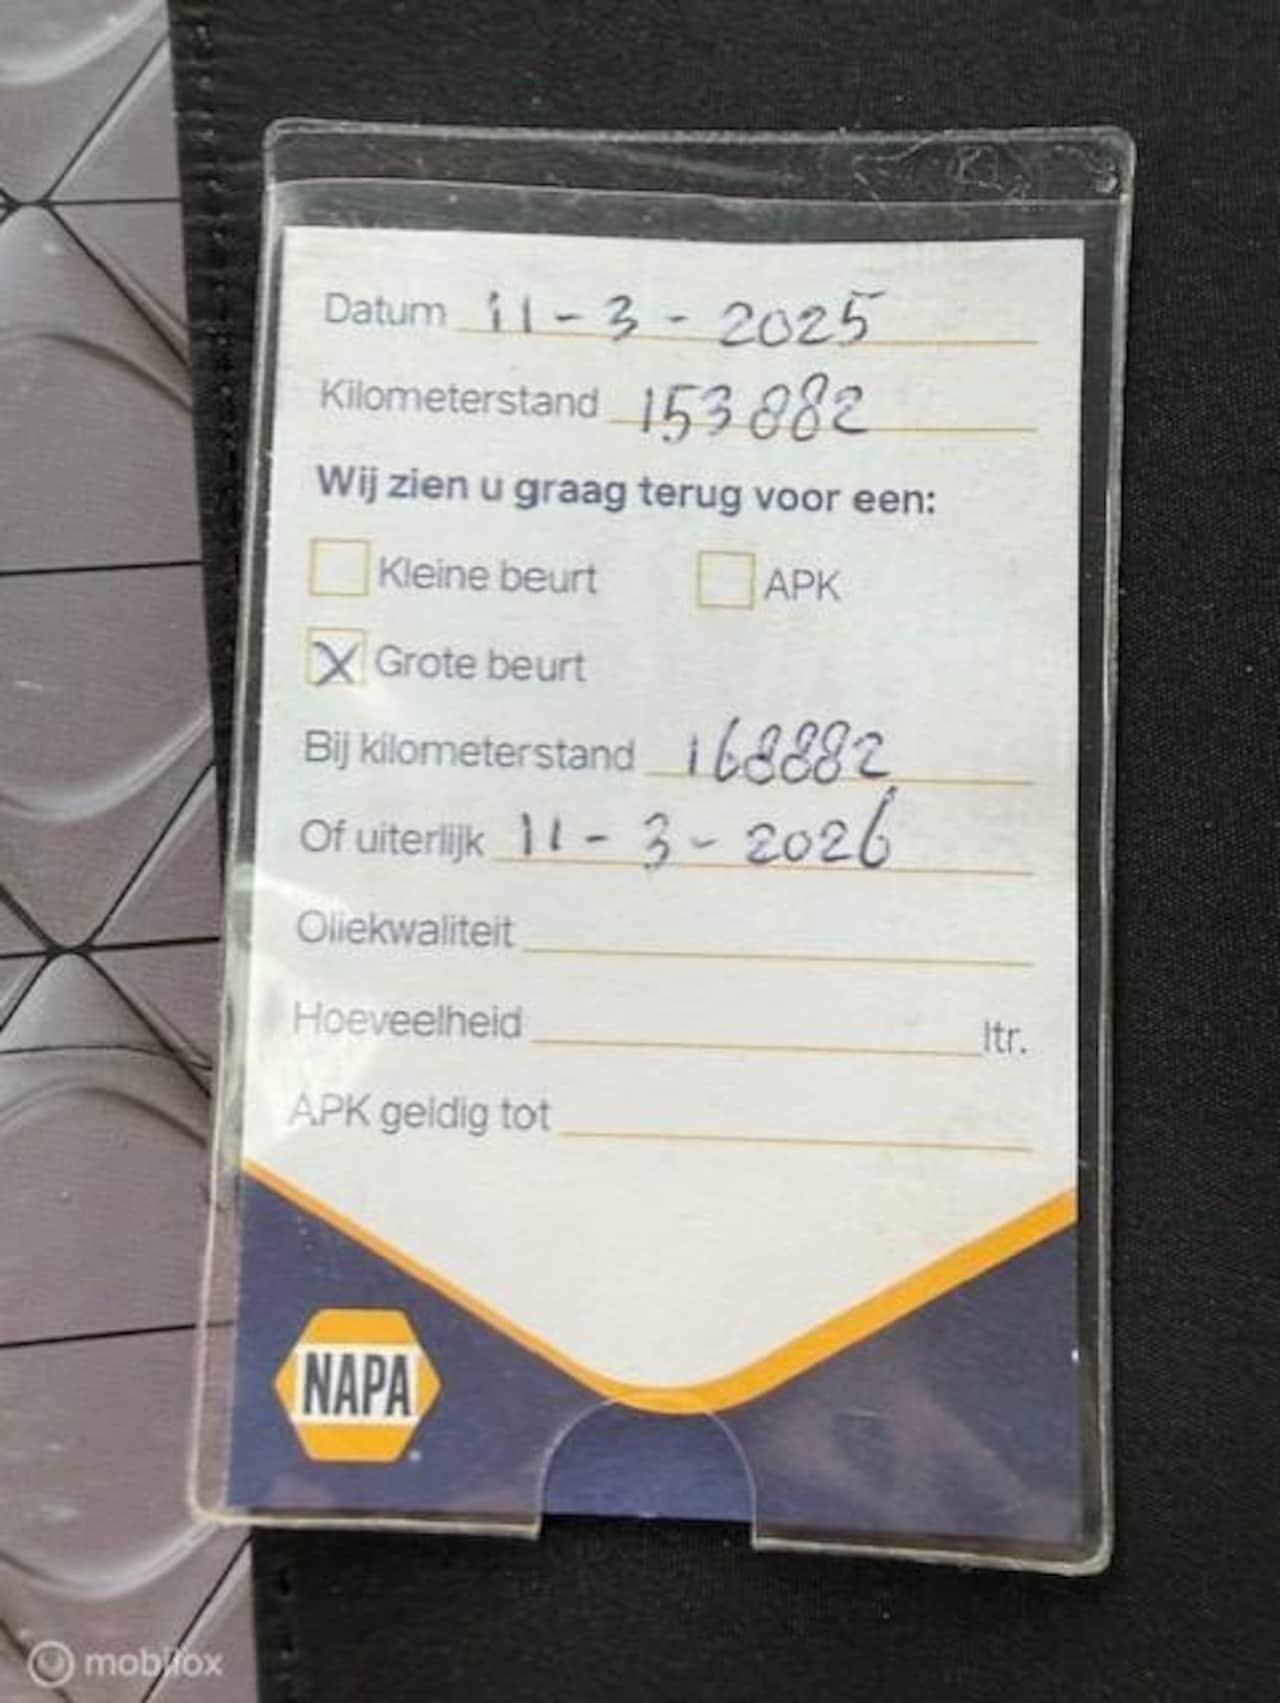 Datum 11-3-2025
Kilometerstand 153882
Wij zien u graag terug voor een:
Kleine beurt APK
X Grote beurt
Bij kilometerstand 168882
Of uiterlijk 11-3-2026
Oliekwaliteit
Hoeveelheid ltr.
APK geldig tot
NAPA
mobilox